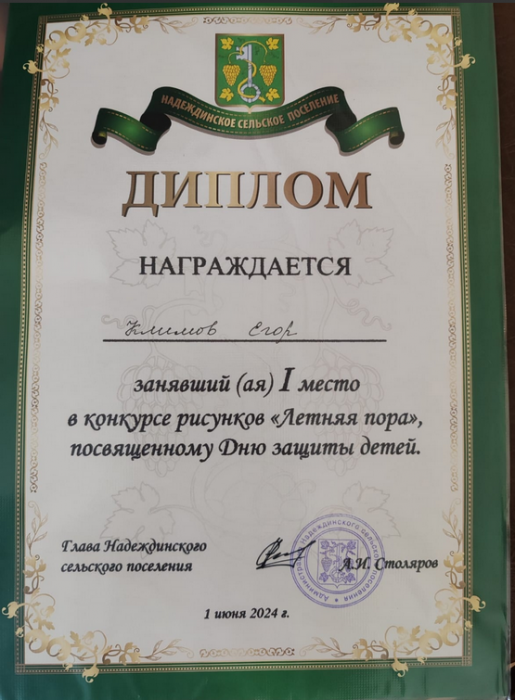 НАДЕЖДИНСКОЕ СЕЛЬСКОЕ ПОСЕЛЕНИЕ
ДИПЛОМ
НАГРАЖДАЕТСЯ
Климов Егор
занявший (ая) I место
в конкурсе рисунков «Летняя пора»,
посвященному Дню защиты детей.
Глава Надеждинского
сельского поселения
А.И. Столяров
1 июня 2024 г.